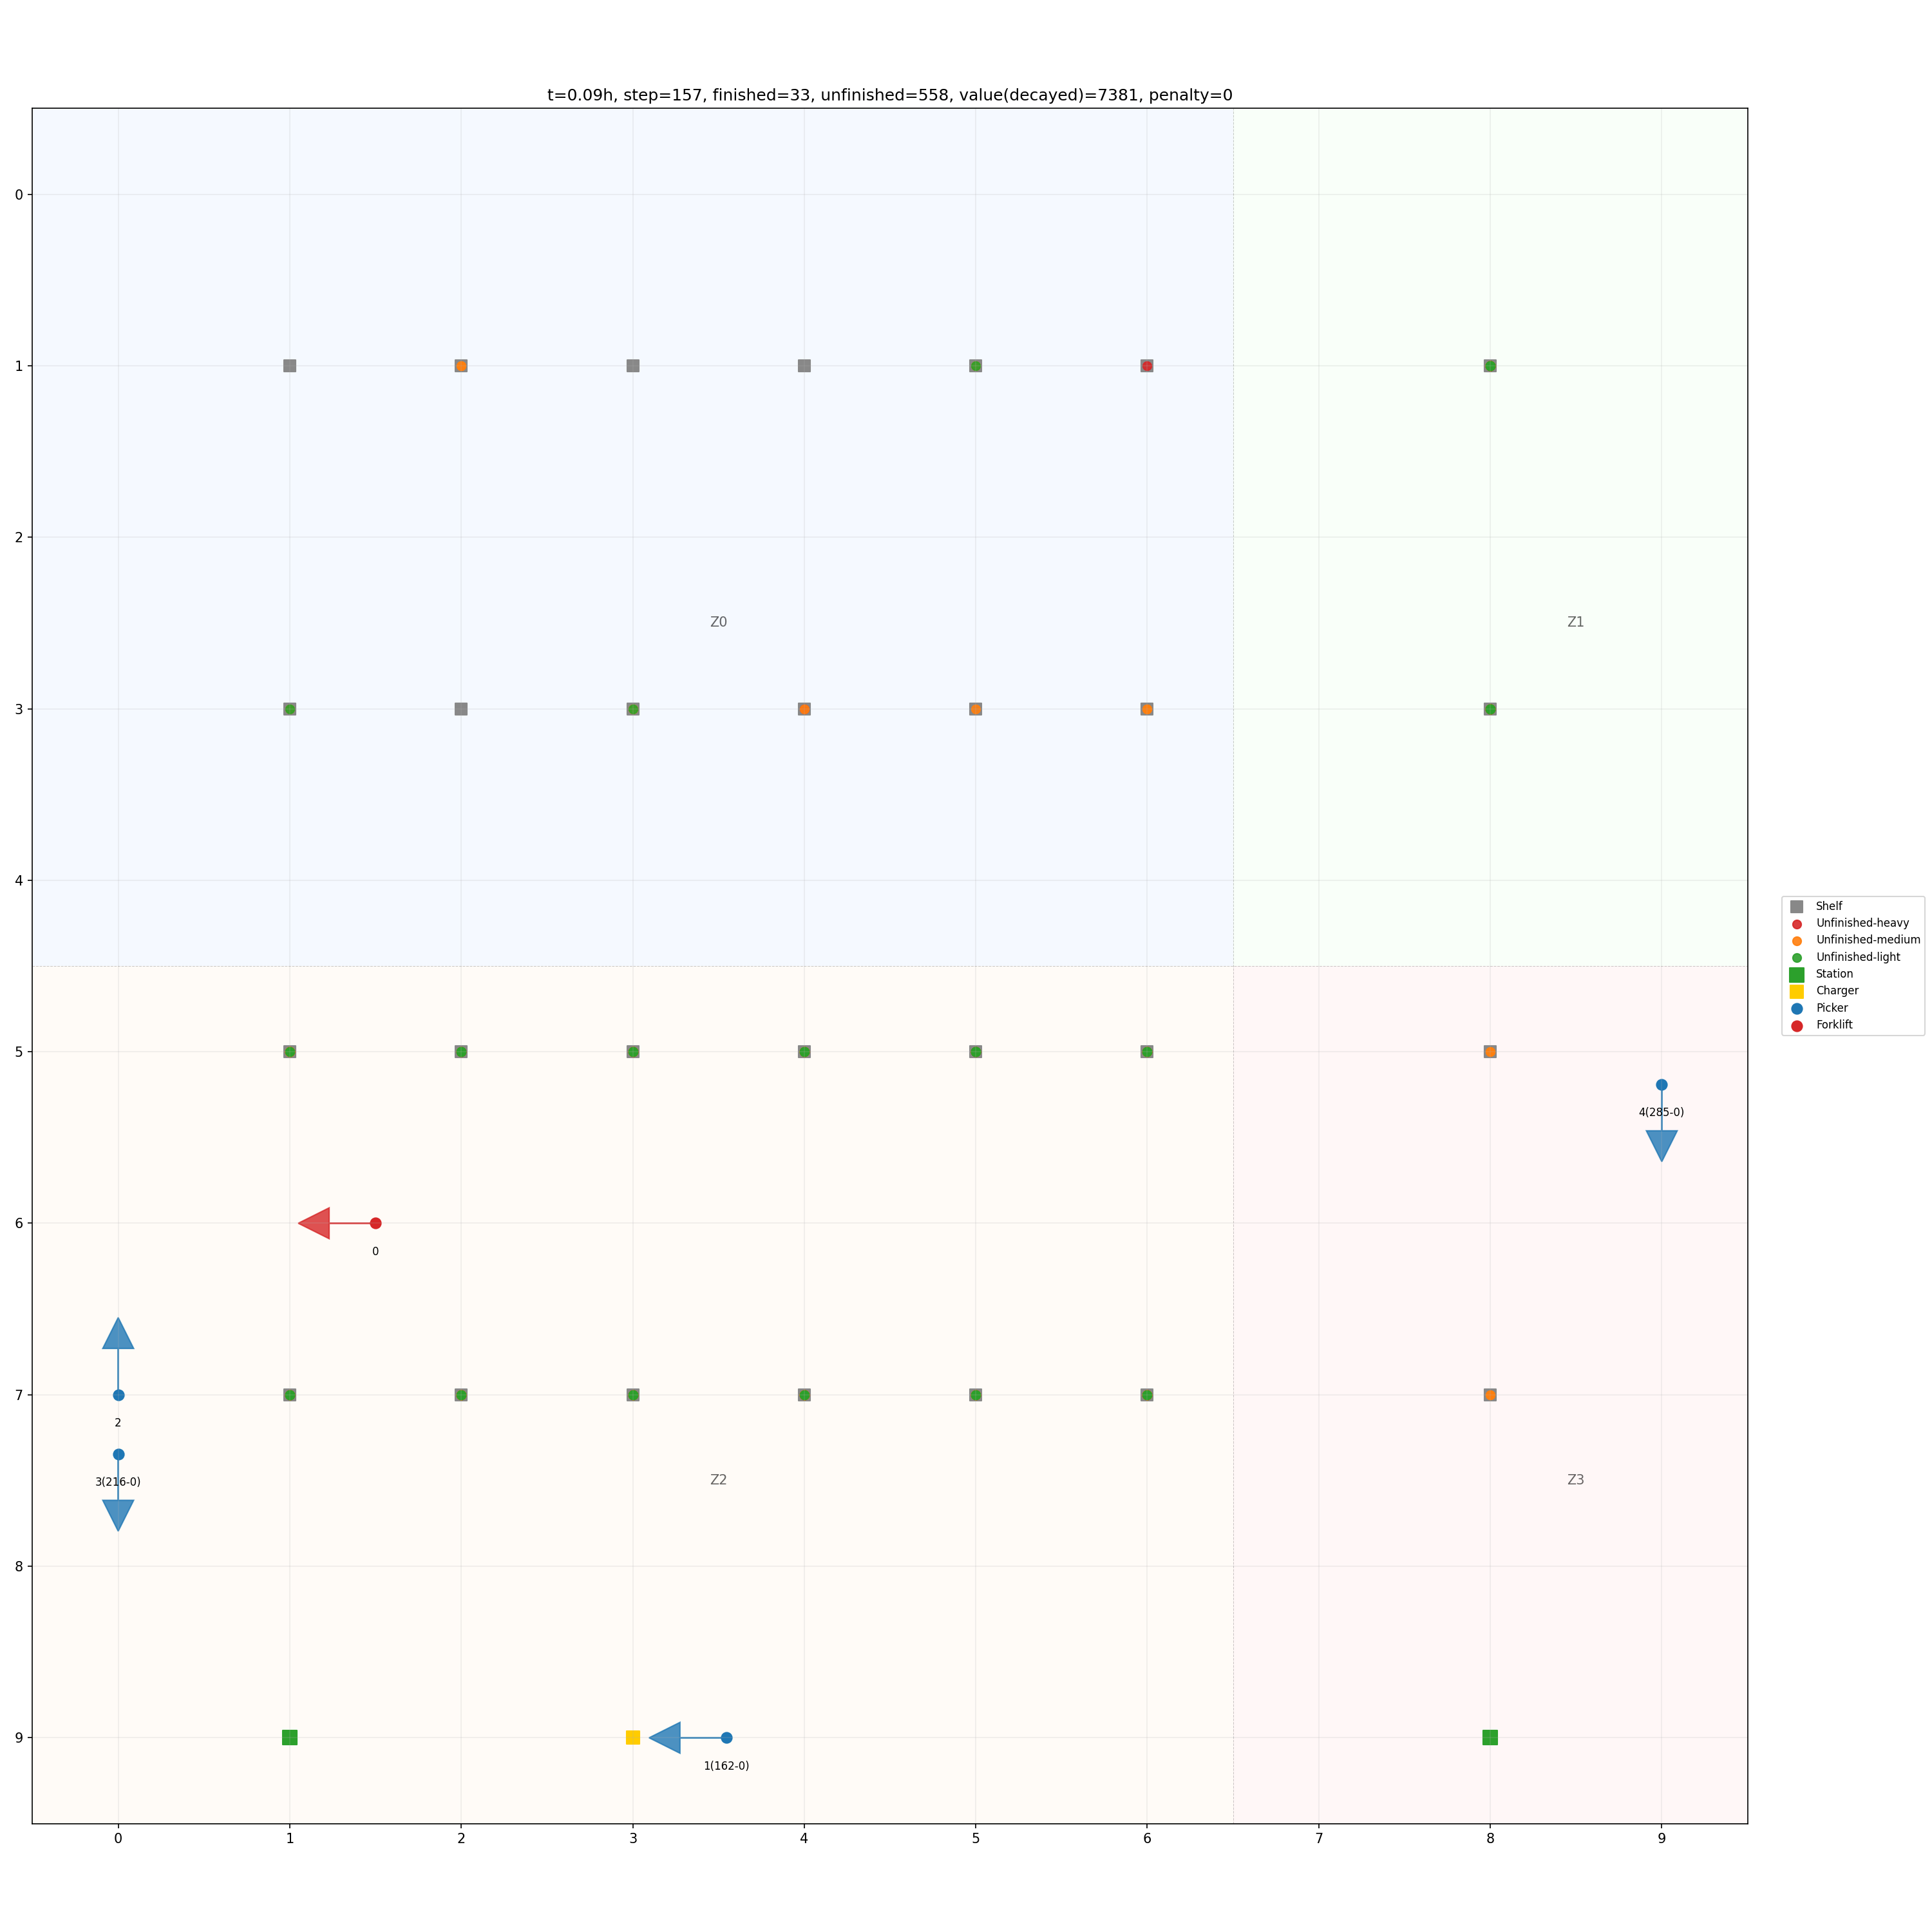 t=0.09h, step=157, finished=33, unfinished=558, value(decayed)=7381, penalty=0
0
1
2
Z0
Z1
3
4
Shelf
Unfinished-heavy
Unfinished-medium
Unfinished-light
Station
Charger
Picker
Forklift
5
4(285-0)
6
0
7
2
3(216-0)
Z2
Z3
8
9
1(162-0)
0 1 2 3 4 5 6 7 8 9